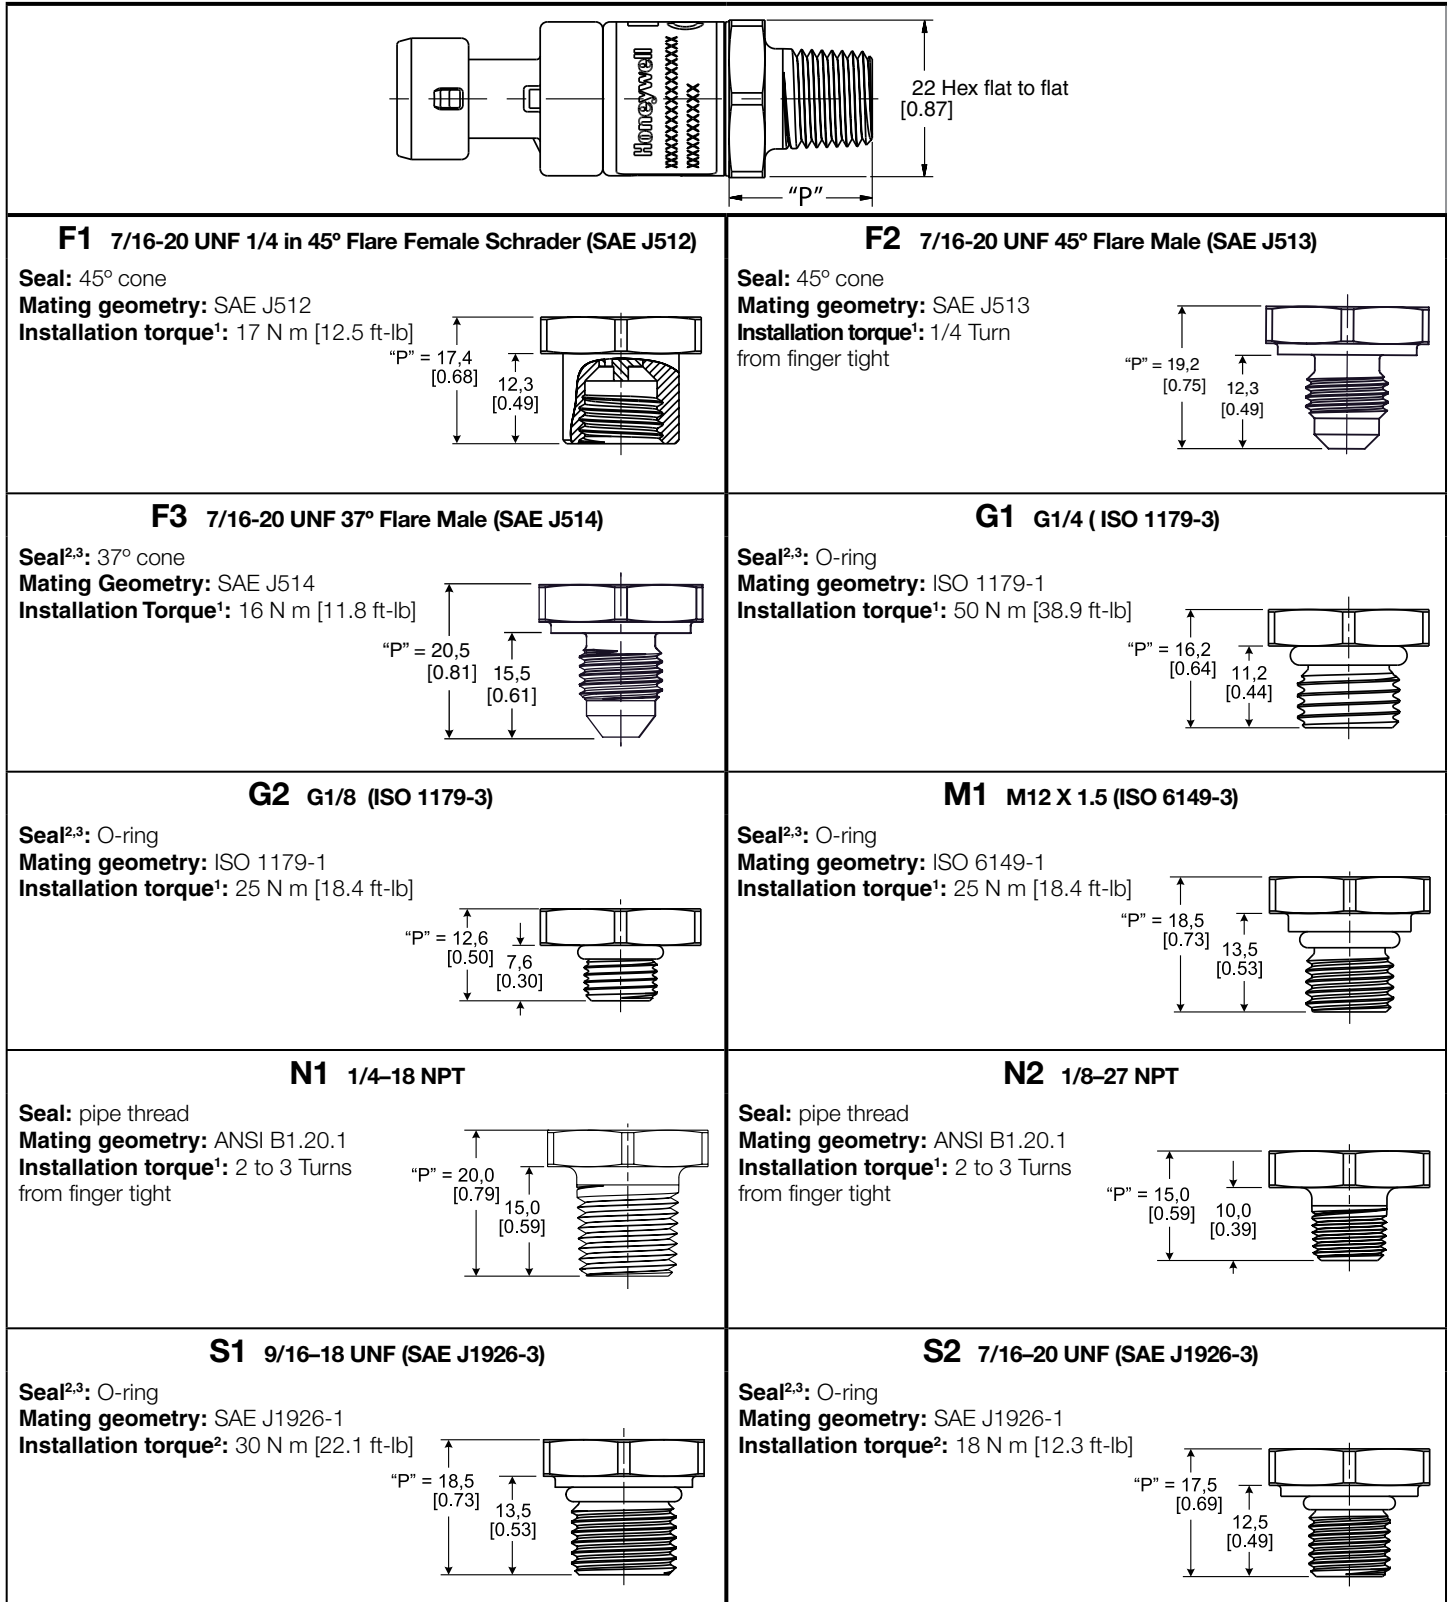 Honeywell
XXXXXXXXXXXXXX
XXXXXXXXXX
22 Hex flat to flat
[0.87]
“P”
F1 7/16-20 UNF 1/4 in 45º Flare Female Schrader (SAE J512)
Seal: 45º cone
Mating geometry: SAE J512
Installation torque¹: 17 N m [12.5 ft-lb]
“P” = 17,4
[0.68]
12,3
[0.49]
F2 7/16-20 UNF 45º Flare Male (SAE J513)
Seal: 45º cone
Mating geometry: SAE J513
Installation torque¹: 1/4 Turn
from finger tight
“P” = 19,2
[0.75]
12,3
[0.49]
F3 7/16-20 UNF 37º Flare Male (SAE J514)
Seal²,³: 37º cone
Mating Geometry: SAE J514
Installation Torque¹: 16 N m [11.8 ft-lb]
“P” = 20,5
[0.81]
15,5
[0.61]
G1 G1/4 ( ISO 1179-3)
Seal²,³: O-ring
Mating geometry: ISO 1179-1
Installation torque¹: 50 N m [38.9 ft-lb]
“P” = 16,2
[0.64]
11,2
[0.44]
G2 G1/8 (ISO 1179-3)
Seal²,³: O-ring
Mating geometry: ISO 1179-1
Installation torque¹: 25 N m [18.4 ft-lb]
“P” = 12,6
[0.50]
7,6
[0.30]
M1 M12 X 1.5 (ISO 6149-3)
Seal²,³: O-ring
Mating geometry: ISO 6149-1
Installation torque¹: 25 N m [18.4 ft-lb]
“P” = 18,5
[0.73]
13,5
[0.53]
N1 1/4–18 NPT
Seal: pipe thread
Mating geometry: ANSI B1.20.1
Installation torque¹: 2 to 3 Turns
from finger tight
“P” = 20,0
[0.79]
15,0
[0.59]
N2 1/8–27 NPT
Seal: pipe thread
Mating geometry: ANSI B1.20.1
Installation torque¹: 2 to 3 Turns
from finger tight
“P” = 15,0
[0.59]
10,0
[0.39]
S1 9/16–18 UNF (SAE J1926-3)
Seal²,³: O-ring
Mating geometry: SAE J1926-1
Installation torque²: 30 N m [22.1 ft-lb]
“P” = 18,5
[0.73]
13,5
[0.53]
S2 7/16–20 UNF (SAE J1926-3)
Seal²,³: O-ring
Mating geometry: SAE J1926-1
Installation torque²: 18 N m [12.3 ft-lb]
“P” = 17,5
[0.69]
12,5
[0.49]